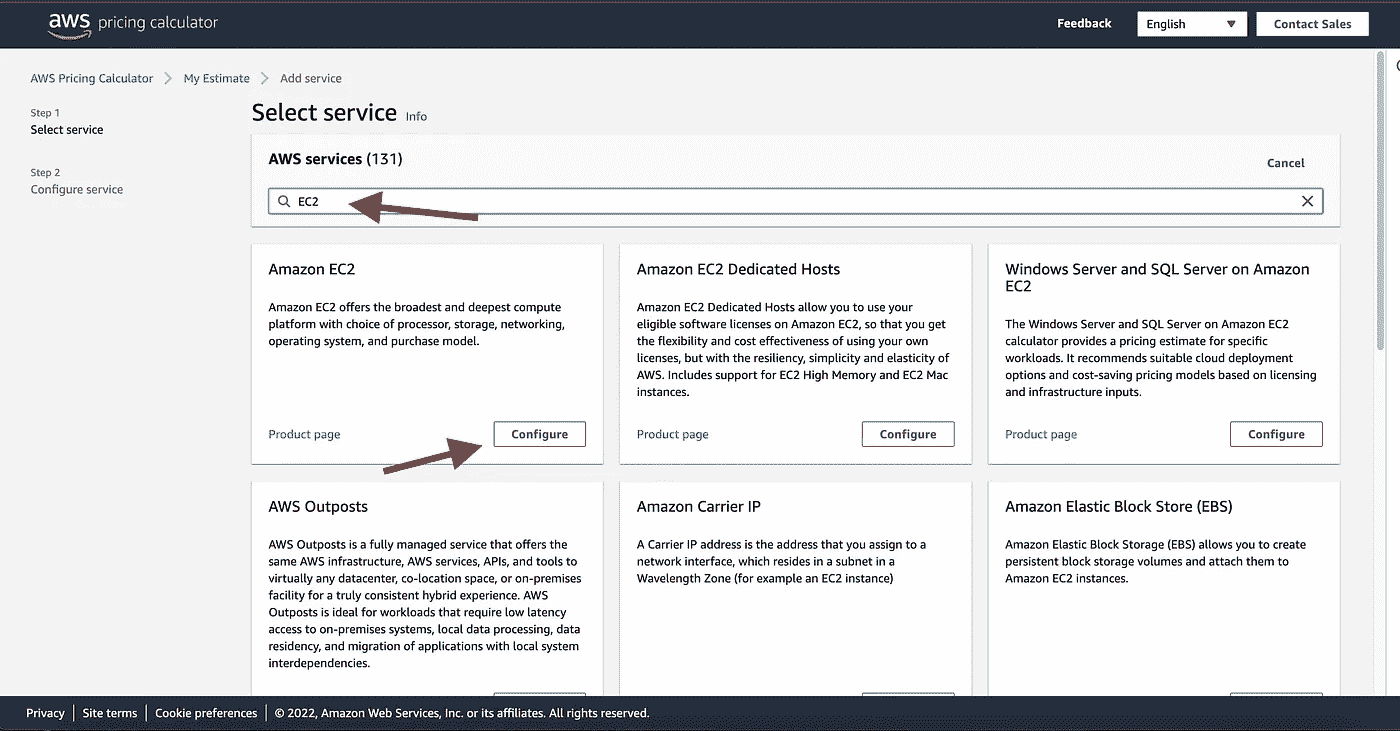 aws pricing calculator
Feedback
English
Contact Sales
AWS Pricing Calculator
My Estimate
Add service
Step 1
Select service
Step 2
Configure service
Select service Info
AWS services (131)
Cancel
EC2
Amazon EC2
Amazon EC2 offers the broadest and deepest compute
platform with choice of processor, storage, networking,
operating system, and purchase model.
Product page
Configure
Amazon EC2 Dedicated Hosts
Amazon EC2 Dedicated Hosts allow you to use your
eligible software licenses on Amazon EC2, so that you get
the flexibility and cost effectiveness of using your own
licenses, but with the resiliency, simplicity and elasticity of
AWS. Includes support for EC2 High Memory and EC2 Mac
instances.
Product page
Configure
Windows Server and SQL Server on Amazon
EC2
The Windows Server and SQL Server on Amazon EC2
calculator provides a pricing estimate for specific
workloads. It recommends suitable cloud deployment
options and cost-saving pricing models based on licensing
and infrastructure inputs.
Product page
Configure
AWS Outposts
AWS Outposts is a fully managed service that offers the
same AWS infrastructure, AWS services, APIs, and tools to
virtually any datacenter, co-location space, or on-premises
facility for a truly consistent hybrid experience. AWS
Outposts is ideal for workloads that require low latency
access to on-premises systems, local data processing, data
residency, and migration of applications with local system
interdependencies.
Amazon Carrier IP
A Carrier IP address is the address that you assign to a
network interface, which resides in a subnet in a
Wavelength Zone (for example an EC2 instance)
Amazon Elastic Block Store (EBS)
Amazon Elastic Block Storage (EBS) allows you to create
persistent block storage volumes and attach them to
Amazon EC2 instances.
Privacy
Site terms
Cookie preferences
© 2022, Amazon Web Services, Inc. or its affiliates. All rights reserved.